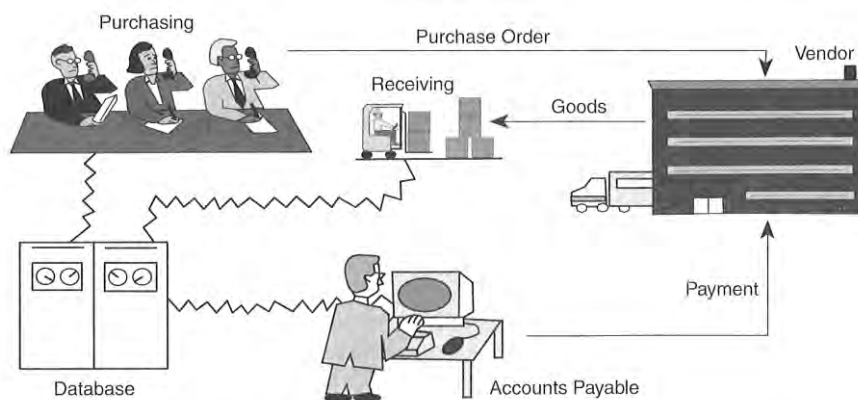 Purchasing
Purchase Order
Vendor
Receiving
Goods
Payment
Database
Accounts Payable